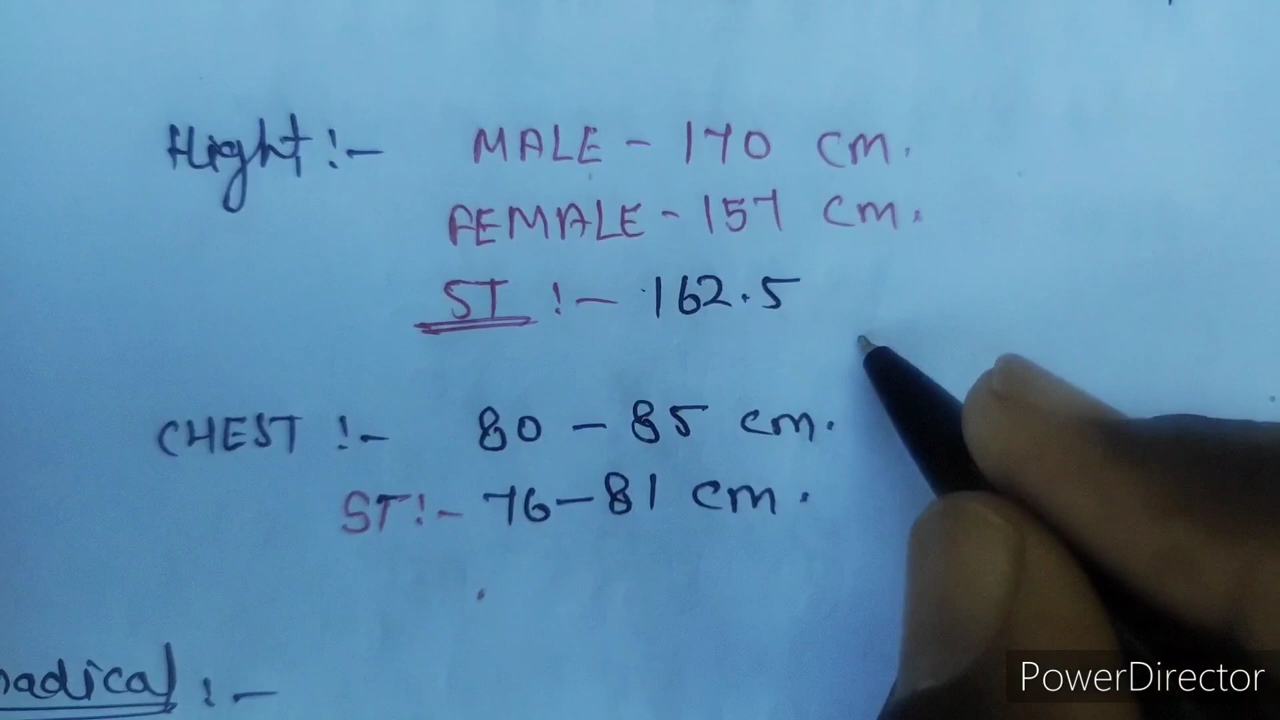 Hight :-
MALE - 170 cm.
FEMALE - 157 cm.
ST :- 162.5
CHEST :- 80 - 85 cm.
ST :- 76 - 81 cm.
madical :-
PowerDirector